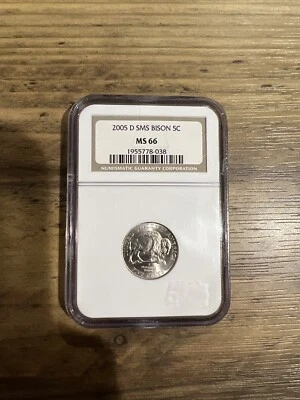 2005 D SMS BISON 5C
MS 66
1955778-038
NUMISMATIC GUARANTY CORPORATION